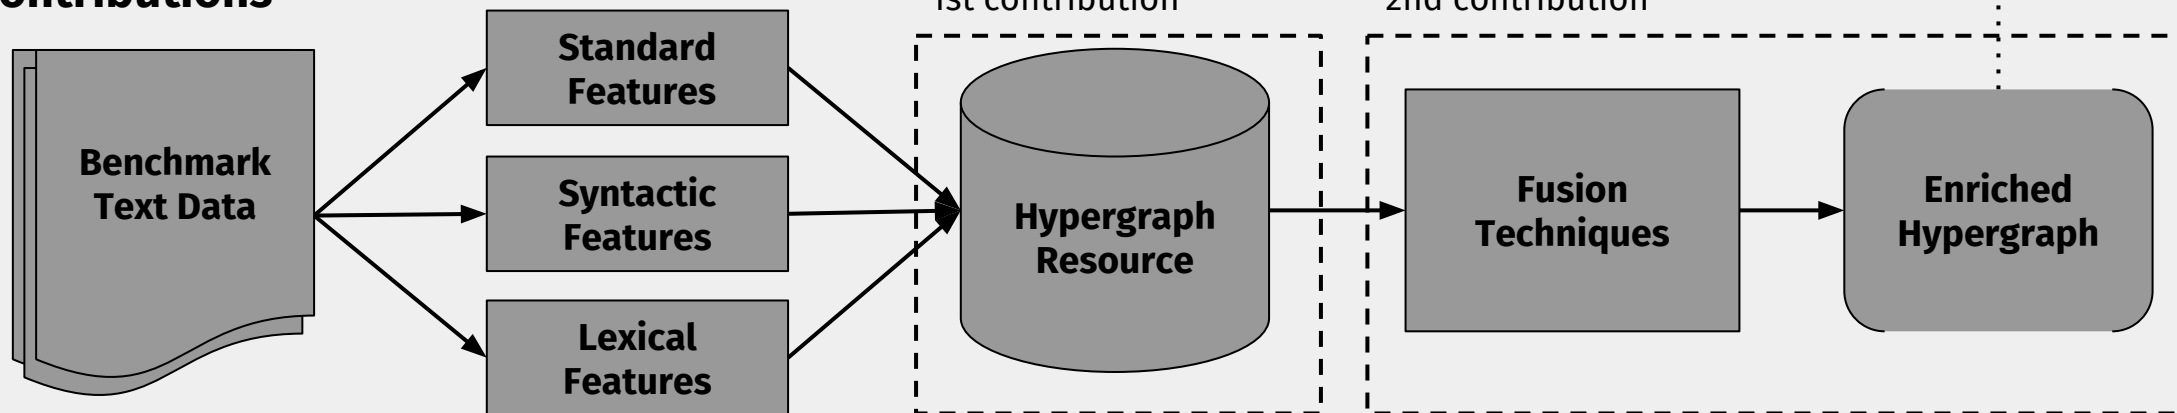 ontributions
1st contribution
2nd contribution
Benchmark
Text Data
Standard
Features
Syntactic
Features
Lexical
Features
Hypergraph
Resource
Fusion
Techniques
Enriched
Hypergraph